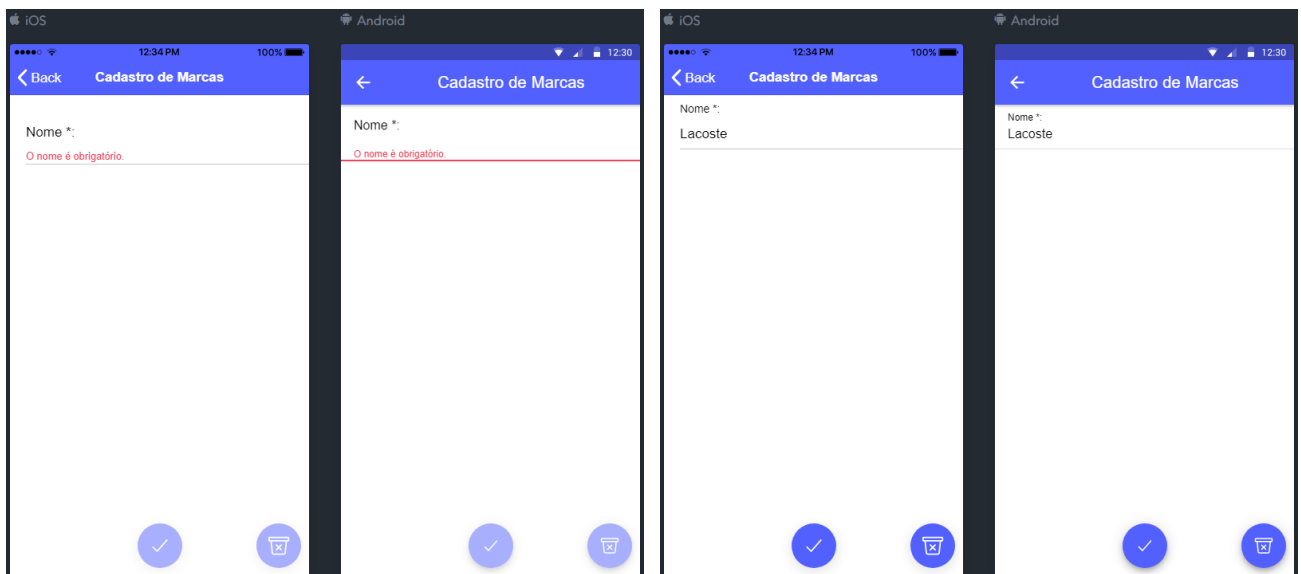 iOS
12:34 PM 100%
Back Cadastro de Marcas
Nome *:
O nome é obrigatório.
Android
12:30
Cadastro de Marcas
Nome *:
O nome é obrigatório.
iOS
12:34 PM 100%
Back Cadastro de Marcas
Nome *:
Lacoste
Android
12:30
Cadastro de Marcas
Nome *:
Lacoste